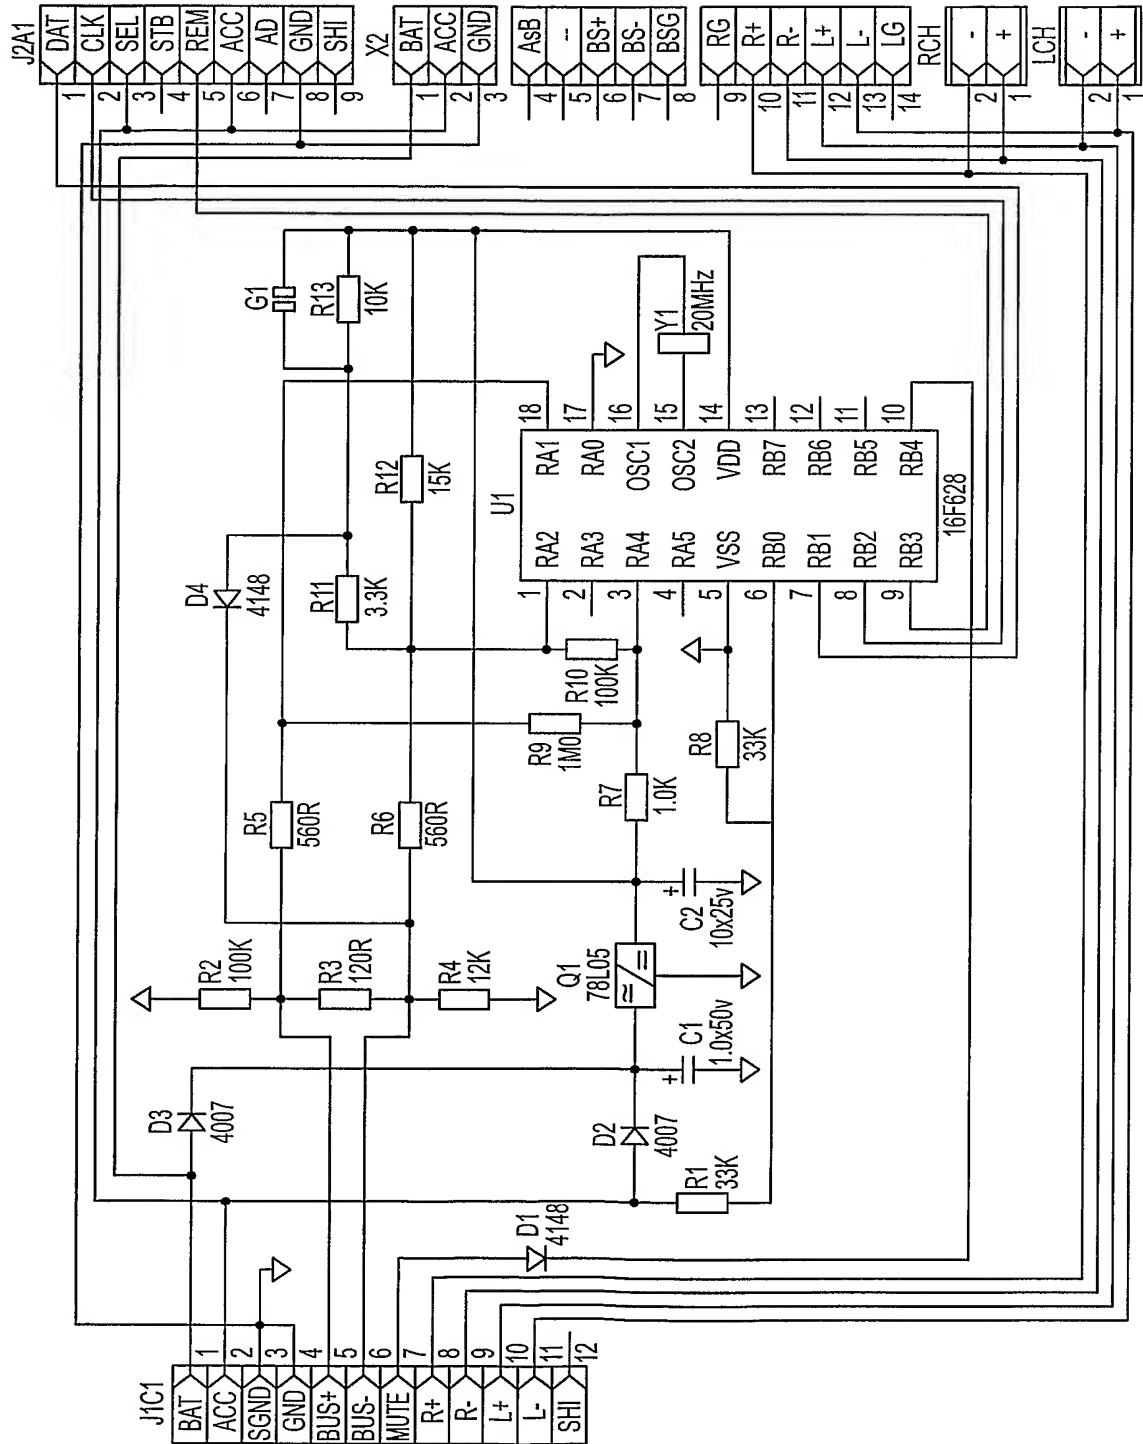 J2A1
DAT
CLK
SEL
STB
REM
ACC
AD
GND
SHI
1
2
3
4
5
6
7
8
9
X2
BAT
ACC
GND
1
2
3
AsB
--
BS+
BS-
BSG
4
5
6
7
8
RG
R+
R-
L+
L-
LG
9
10
11
12
13
14
RCH
-
+
2
1
LCH
-
+
2
1
G1
R13
10K
R12
15K
D4
4148
R11
3.3K
R5
560R
R6
560R
R10
100K
R9
1M0
R7
1.0K
R8
33K
Y1
20MHz
U1
RA1
RA0
OSC1
OSC2
VDD
RB7
RB6
RB5
RB4
18
17
16
15
14
13
12
11
10
RA2
RA3
RA4
RA5
VSS
RB0
RB1
RB2
RB3
1
2
3
4
5
6
7
8
9
16F628
R2
100K
R3
120R
R4
12K
Q1
78L05
+
C2
10x25v
+
C1
1.0x50v
D3
4007
D2
4007
R1
33K
D1
4148
J1C1
BAT
ACC
SGND
GND
BUS+
BUS-
MUTE
R+
R-
L+
L-
SHI
1
2
3
4
5
6
7
8
9
10
11
12